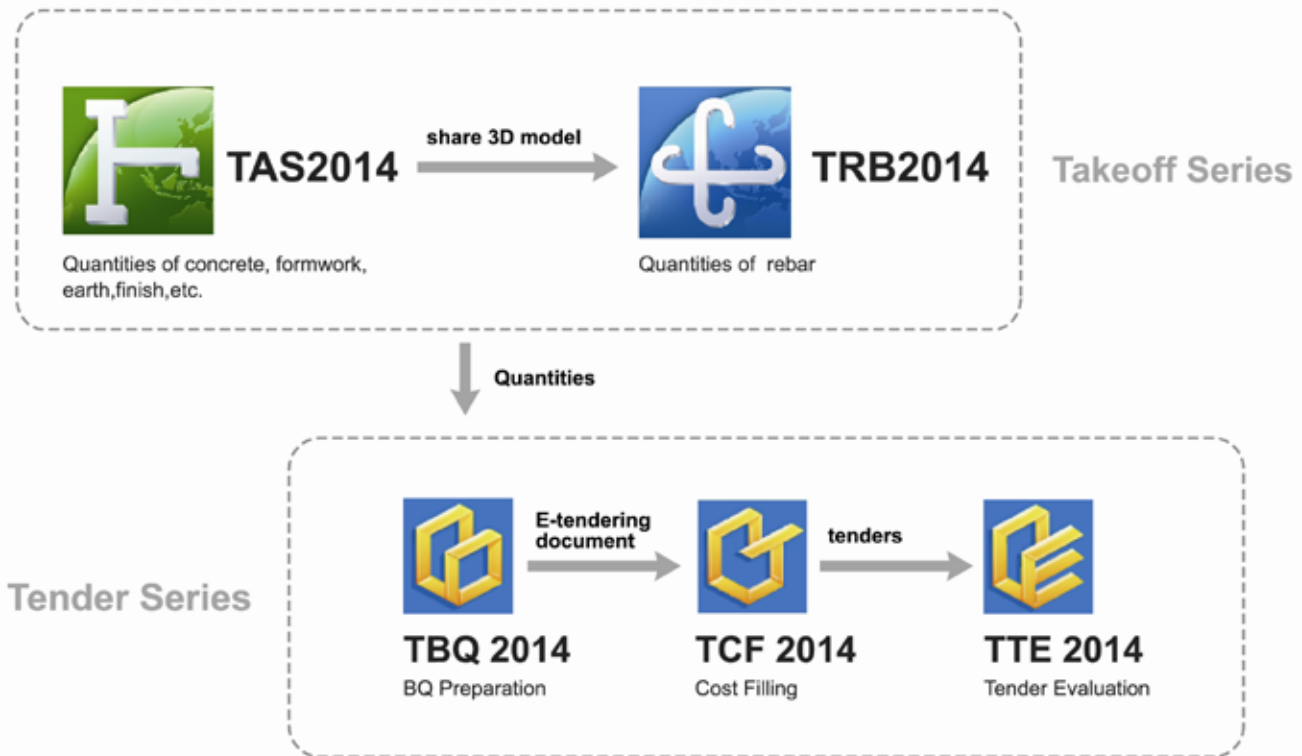 share 3D model
TAS2014
TRB2014
Takeoff Series
Quantities of concrete, formwork,
earth,finish,etc.
Quantities of rebar
Quantities
Tender Series
E-tendering
document
tenders
TBQ 2014
TCF 2014
TTE 2014
BQ Preparation
Cost Filling
Tender Evaluation